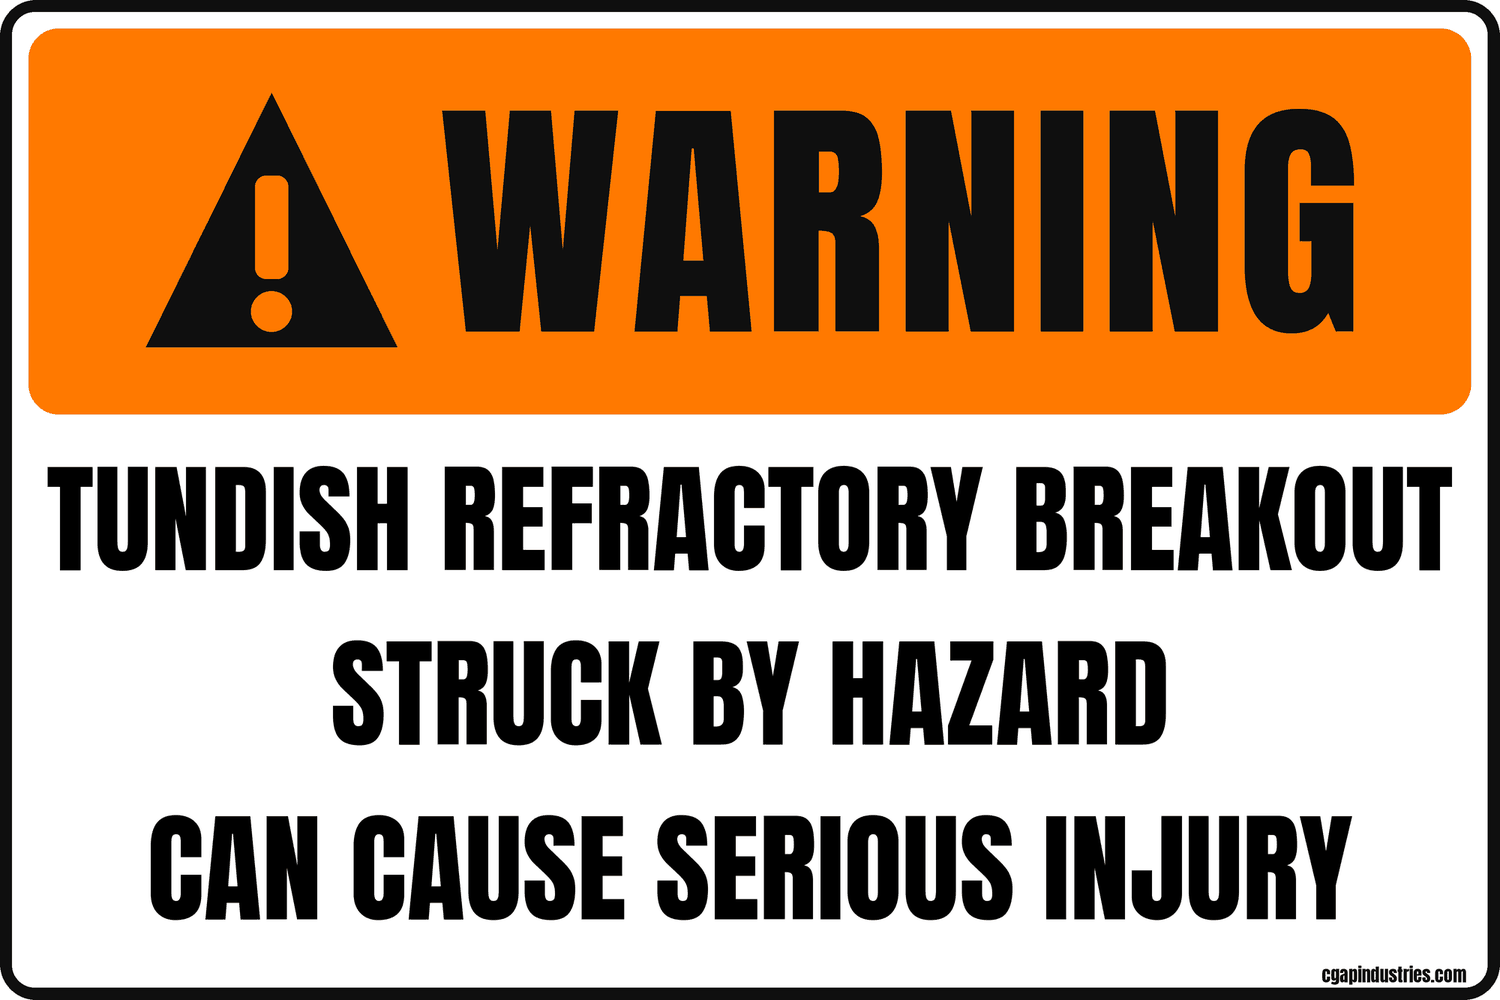 WARNING
TUNDISH REFRACTORY BREAKOUT
STRUCK BY HAZARD
CAN CAUSE SERIOUS INJURY
cgapindustries.com